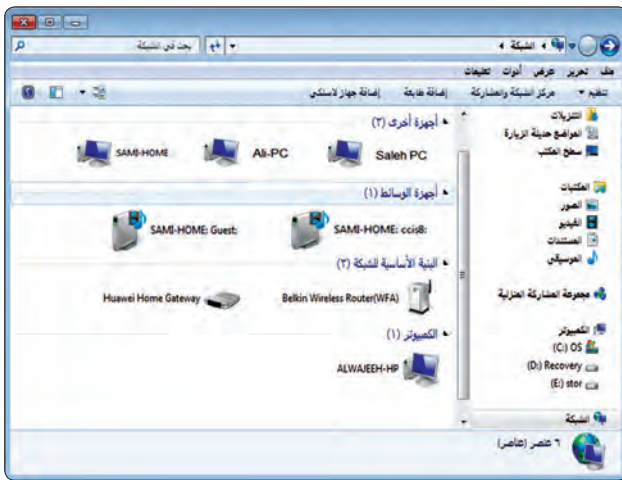 الشبكة
بحث في الشبكة
ملف تحرير عرض أدوات تعليمات
تنظيم مركز الشبكة والمشاركة إضافة طابعة إضافة جهاز لاسلكي
التنزيلات
المواضع حديثة الزيارة
سطح المكتب
المكتبات
الصور
الفيديو
المستندات
الموسيقى
مجموعة المشاركة المنزلية
الكمبيوتر
(C:) OS
(D:) Recovery
(E:) stor
الشبكة
أجهزة أخرى (٣)
Saleh PC
Ali-PC
SAMI-HOME
أجهزة الوسائط (١)
SAMI-HOME: ccis8:
SAMI-HOME: Guest:
البنية الأساسية للشبكة (٣)
Belkin Wireless Router(WFA)
Huawei Home Gateway
الكمبيوتر (١)
ALWAJEEH-HP
٦ عنصر (عناصر)